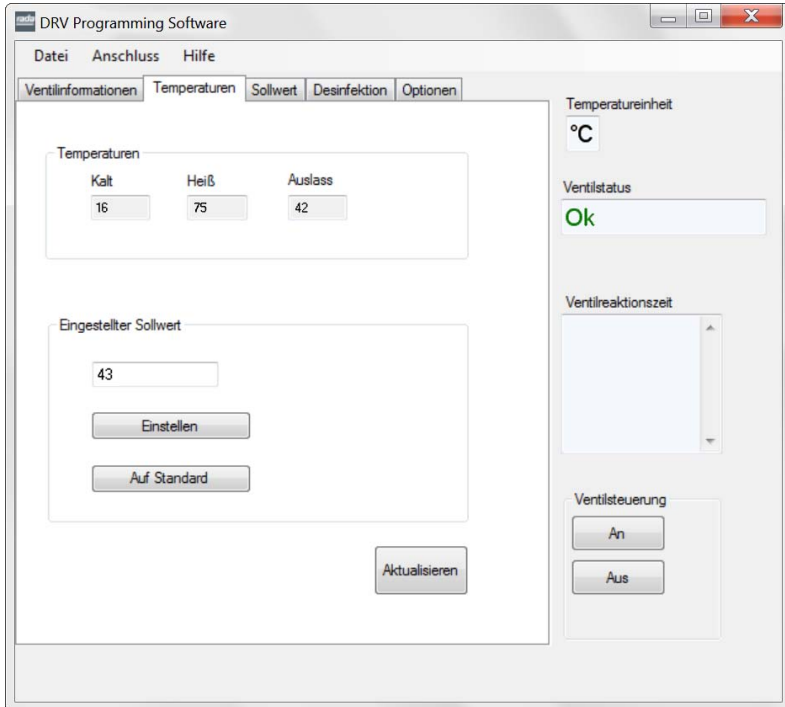 rada DRV Programming Software
Datei Anschluss Hilfe
Ventilinformationen Temperaturen Sollwert Desinfektion Optionen
Temperaturen
Kalt Heiß Auslass
16 75 42
Eingestellter Sollwert
43
Einstellen
Auf Standard
Aktualisieren
Temperatureinheit
°C
Ventilstatus
Ok
Ventilreaktionszeit
Ventilsteuerung
An
Aus